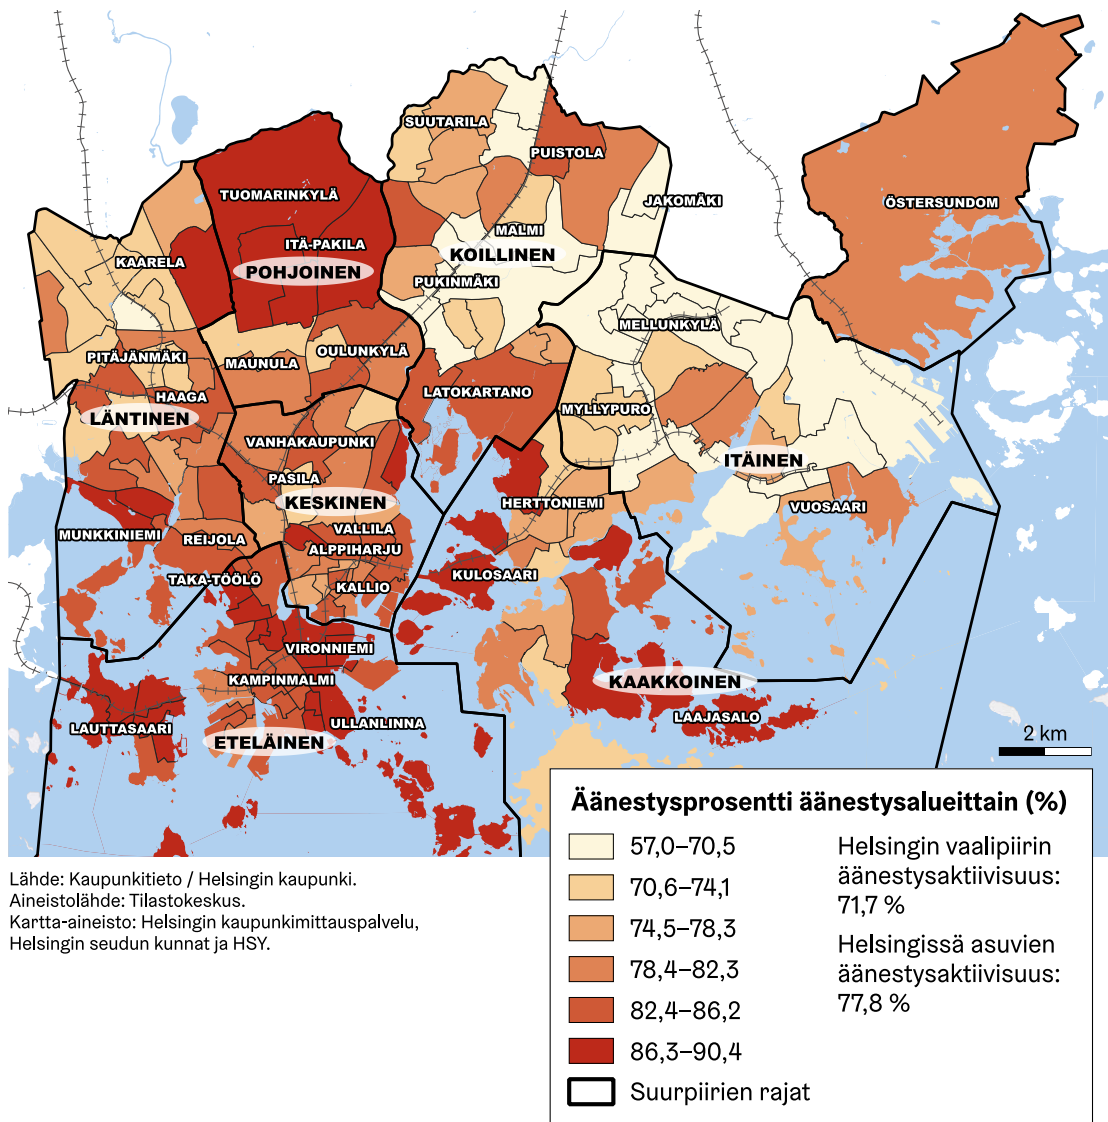 SUUTARILA
PUISTOLA
TUOMARINKYLÄ
JAKOMÄKI
ÖSTERSUNDOM
MALMI
ITÄ-PAKILA
KOILLINEN
KAARELA
POHJOINEN
PUKINMÄKI
MELLUNKYLÄ
OULUNKYLÄ
PITÄJÄNMÄKI
MAUNULA
LATOKARTANO
HAAGA
MYLLYPURO
LÄNTINEN
VANHAKAUPUNKI
ITÄINEN
PASILA
KESKINEN
HERTTONIEMI
VUOSAARI
VALLILA
MUNKKINIEMI
REIJOLA
ALPPIHARJU
TAKA-TÖÖLÖ
KULOSAARI
KALLIO
VIRONNIEMI
KAMPINMALMI
KAAKKOINEN
LAAJASALO
LAUTTASAARI
ULLANLINNA
ETELÄINEN
2 km
Äänestysprosentti äänestysalueittain (%)
57,0–70,5
70,6–74,1
74,5–78,3
78,4–82,3
82,4–86,2
86,3–90,4
Suurpiirien rajat
Helsingin vaalipiirin
äänestysaktiivisuus:
71,7 %
Helsingissä asuvien
äänestysaktiivisuus:
77,8 %
Lähde: Kaupunkitieto / Helsingin kaupunki.
Aineistolähde: Tilastokeskus.
Kartta-aineisto: Helsingin kaupunkimittauspalvelu,
Helsingin seudun kunnat ja HSY.